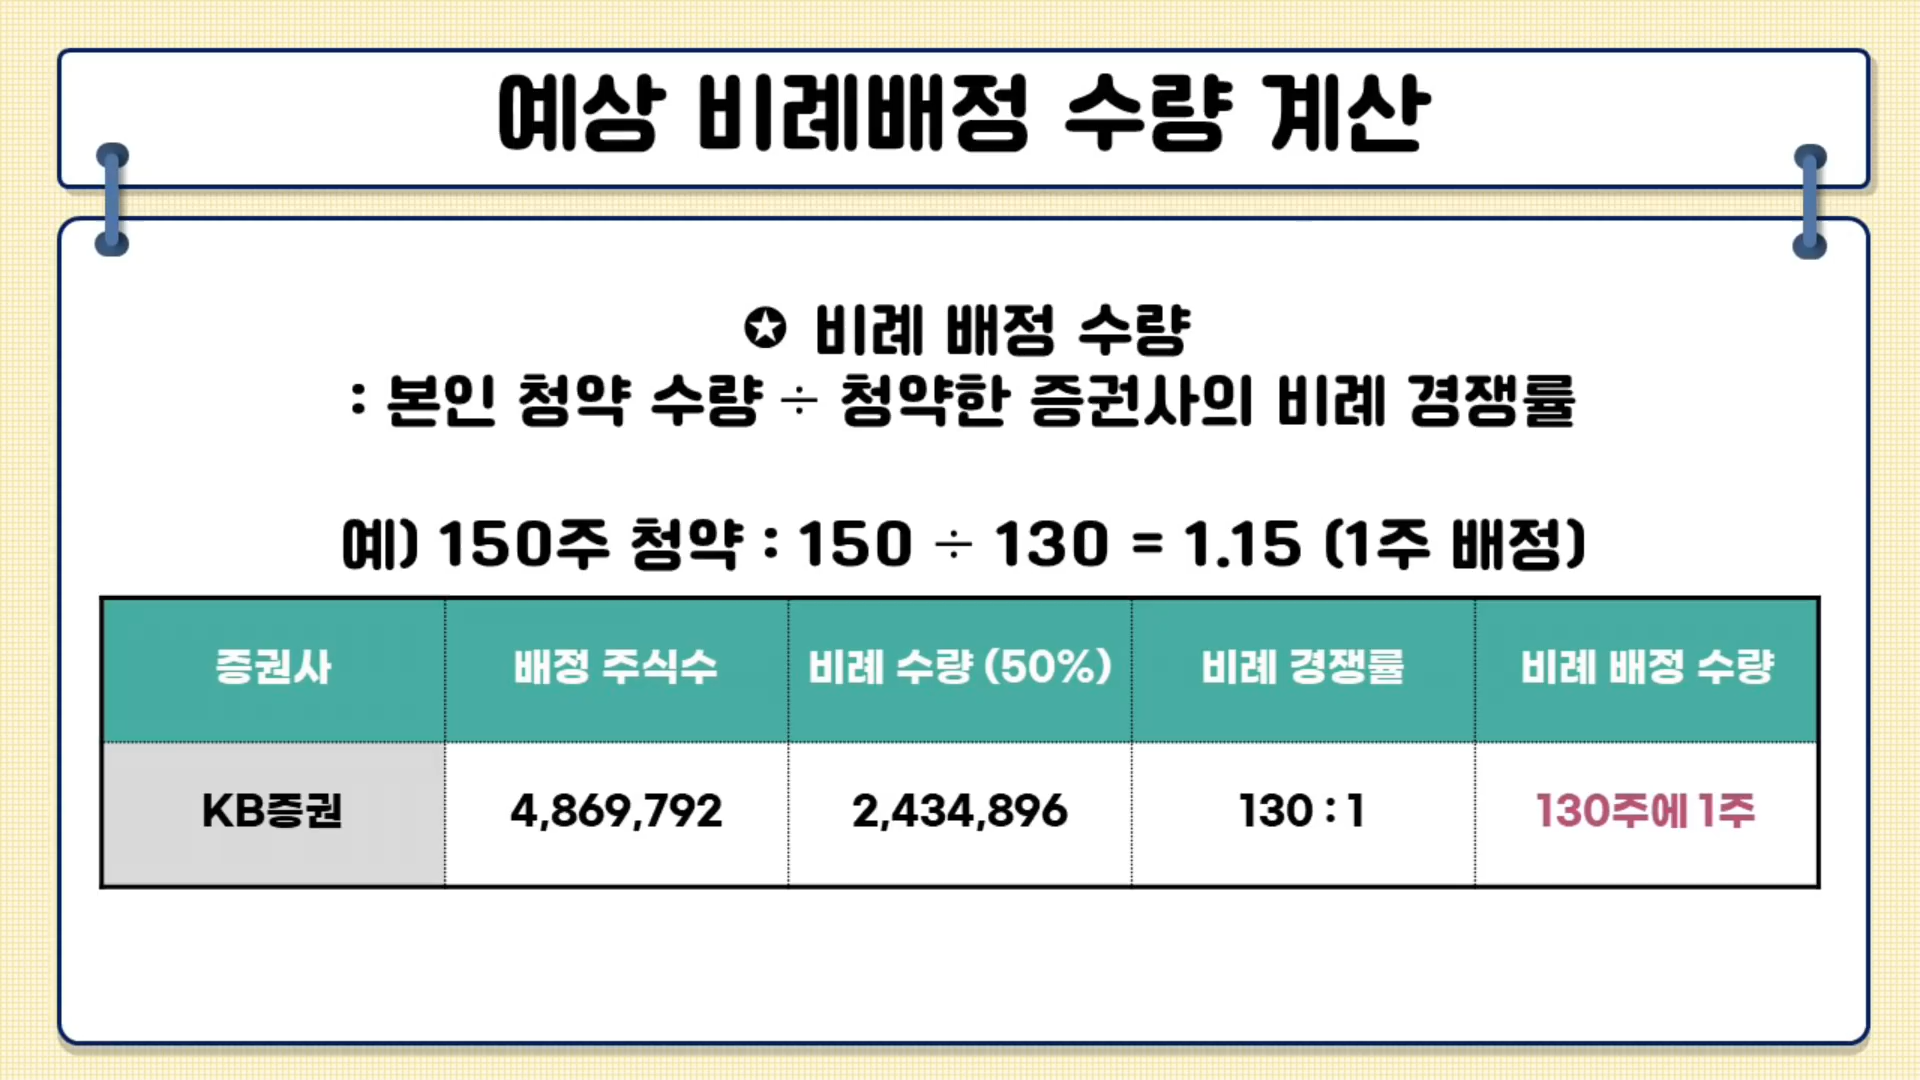 예상 비례배정 수량 계산
✪ 비례 배정 수량
: 본인 청약 수량 ÷ 청약한 증권사의 비례 경쟁률
예) 150주 청약 : 150 ÷ 130 = 1.15 (1주 배정)
증권사 배정 주식수 비례 수량 (50%) 비례 경쟁률 비례 배정 수량
KB증권 4,869,792 2,434,896 130 : 1 130주에 1주